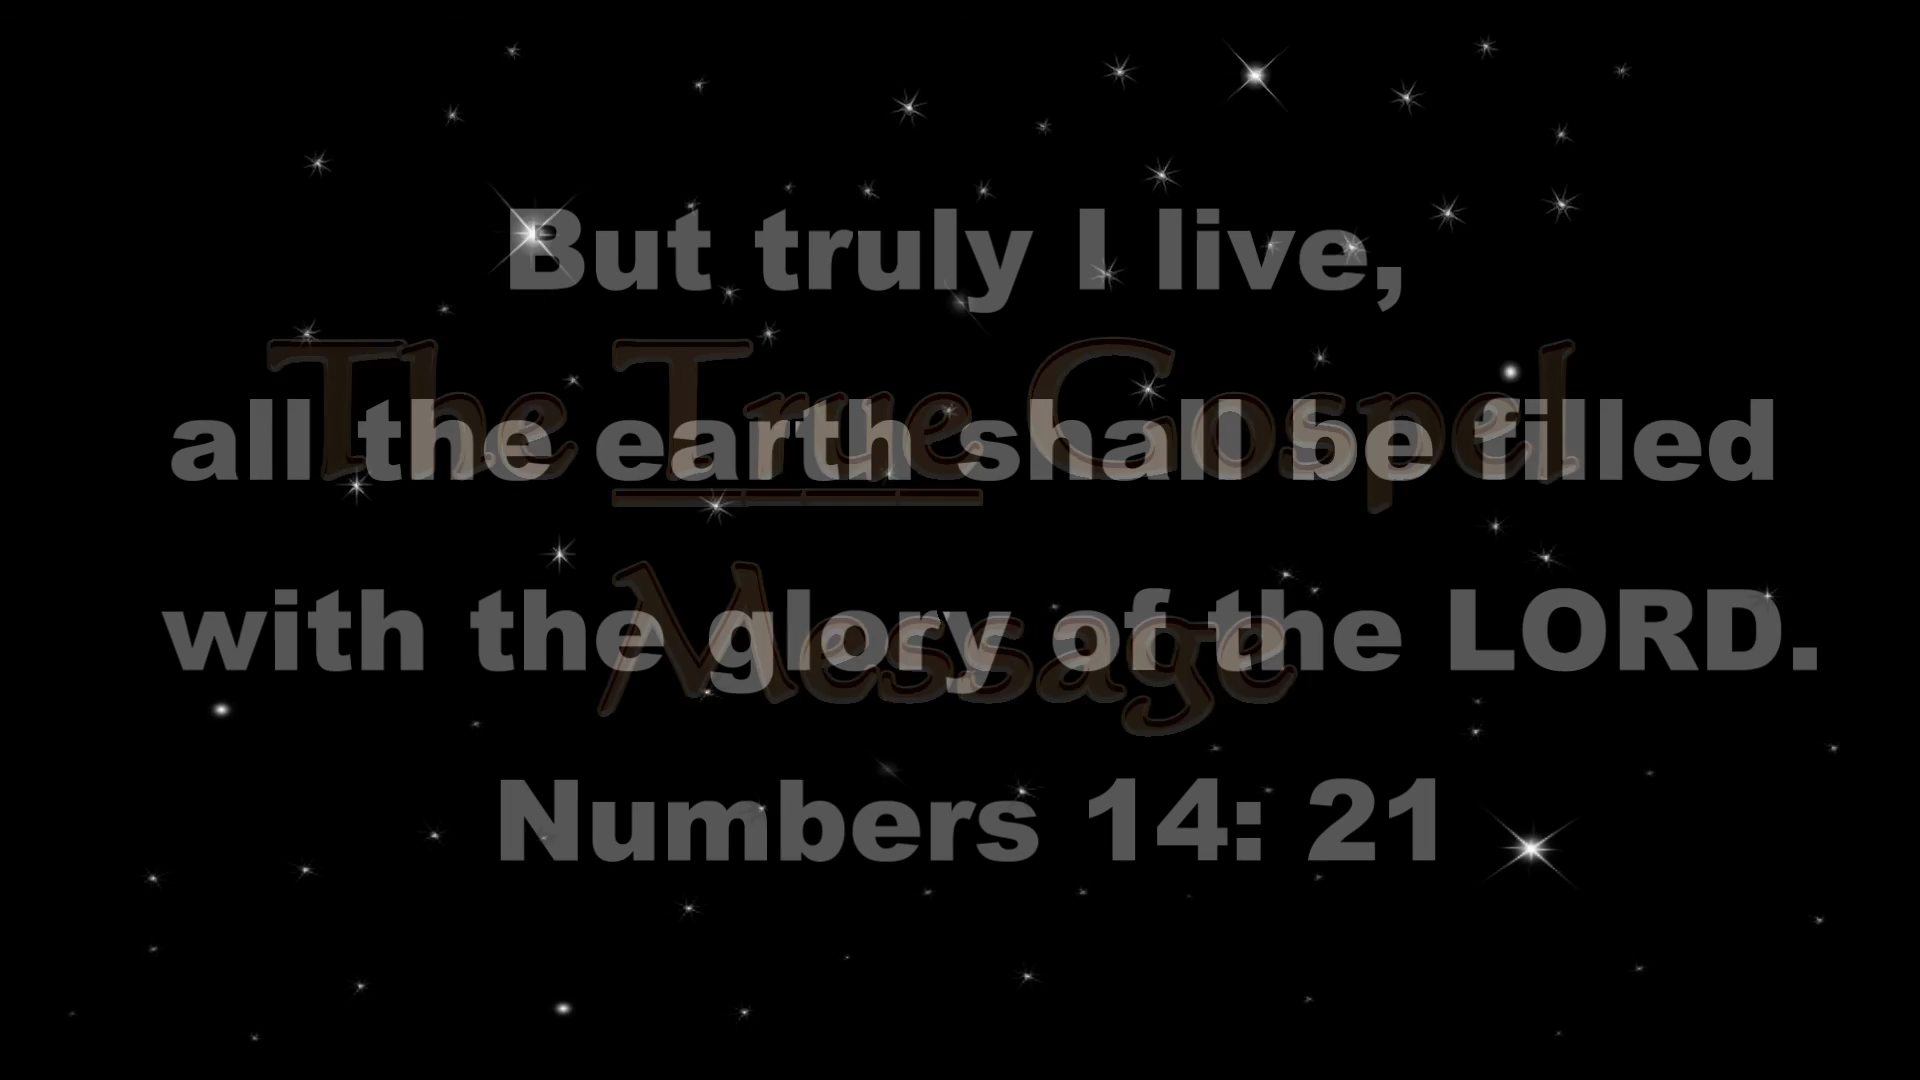 But truly I live,
The True Gospel
all the earth shall be filled
Message
with the glory of the LORD.
Numbers 14: 21